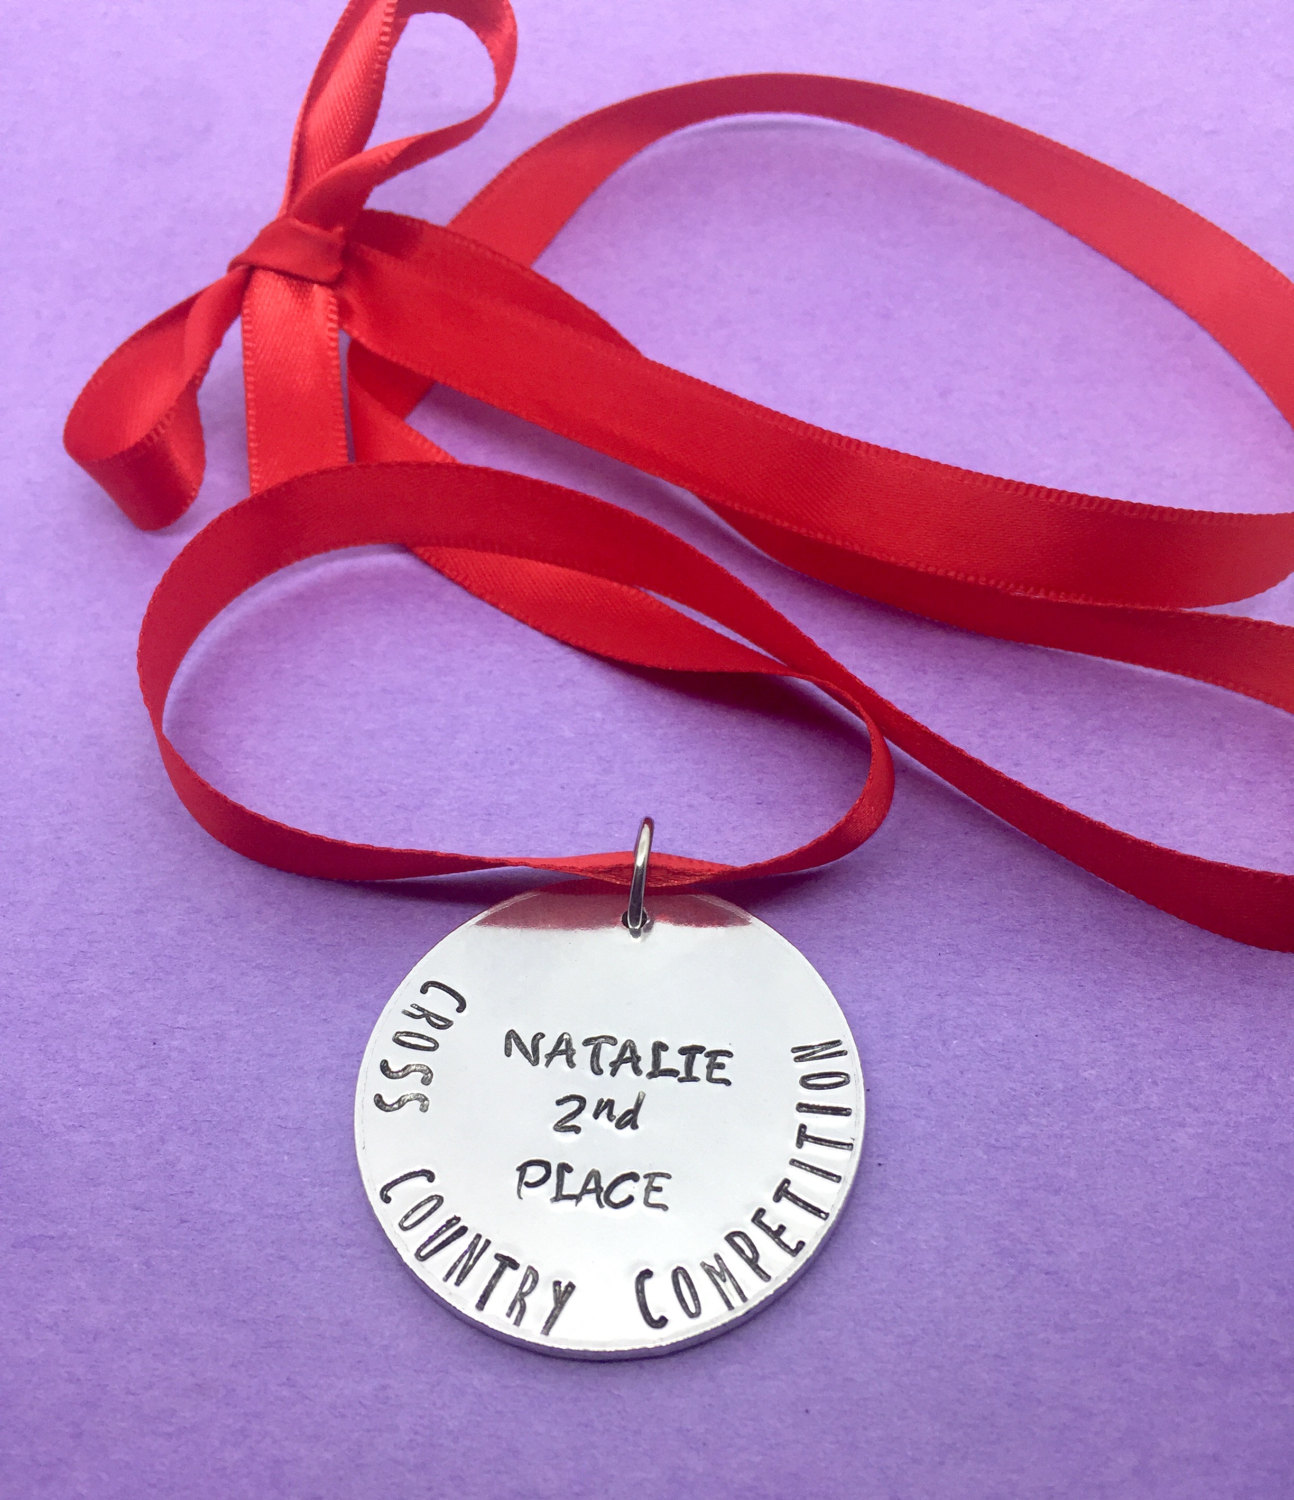 NATALIE
2nd
PLACE
CROSS COUNTRY COMPETITION